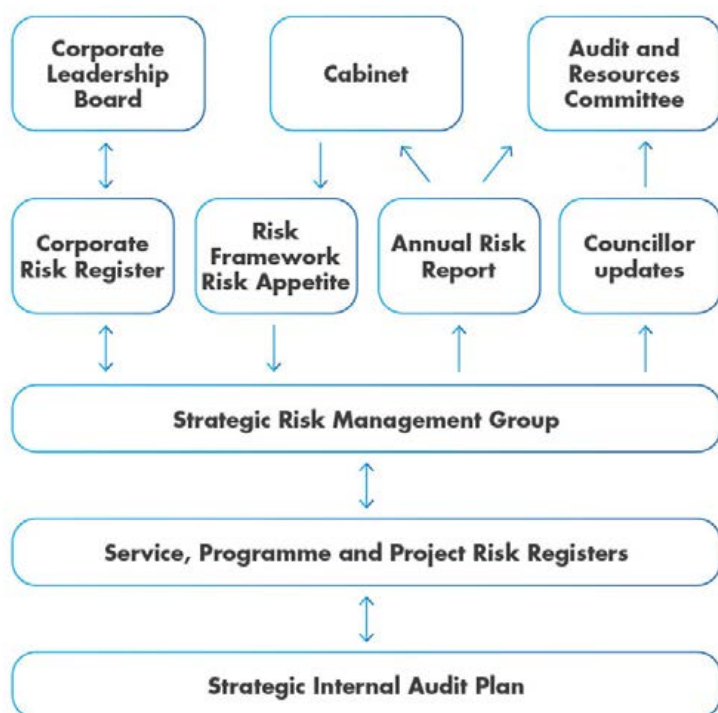 Corporate
Leadership
Board
Cabinet
Audit and
Resources
Committee
Corporate
Risk Register
Risk
Framework
Risk Appetite
Annual Risk
Report
Councillor
updates
Strategic Risk Management Group
Service, Programme and Project Risk Registers
Strategic Internal Audit Plan